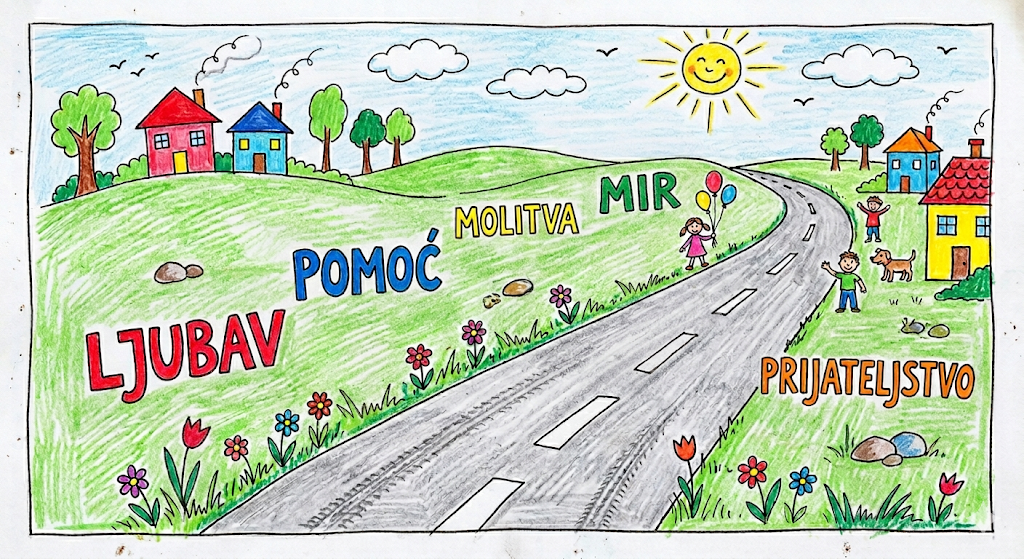 LJUBAV
POMOĆ
MOLITVA
MIR
PRIJATELJSTVO